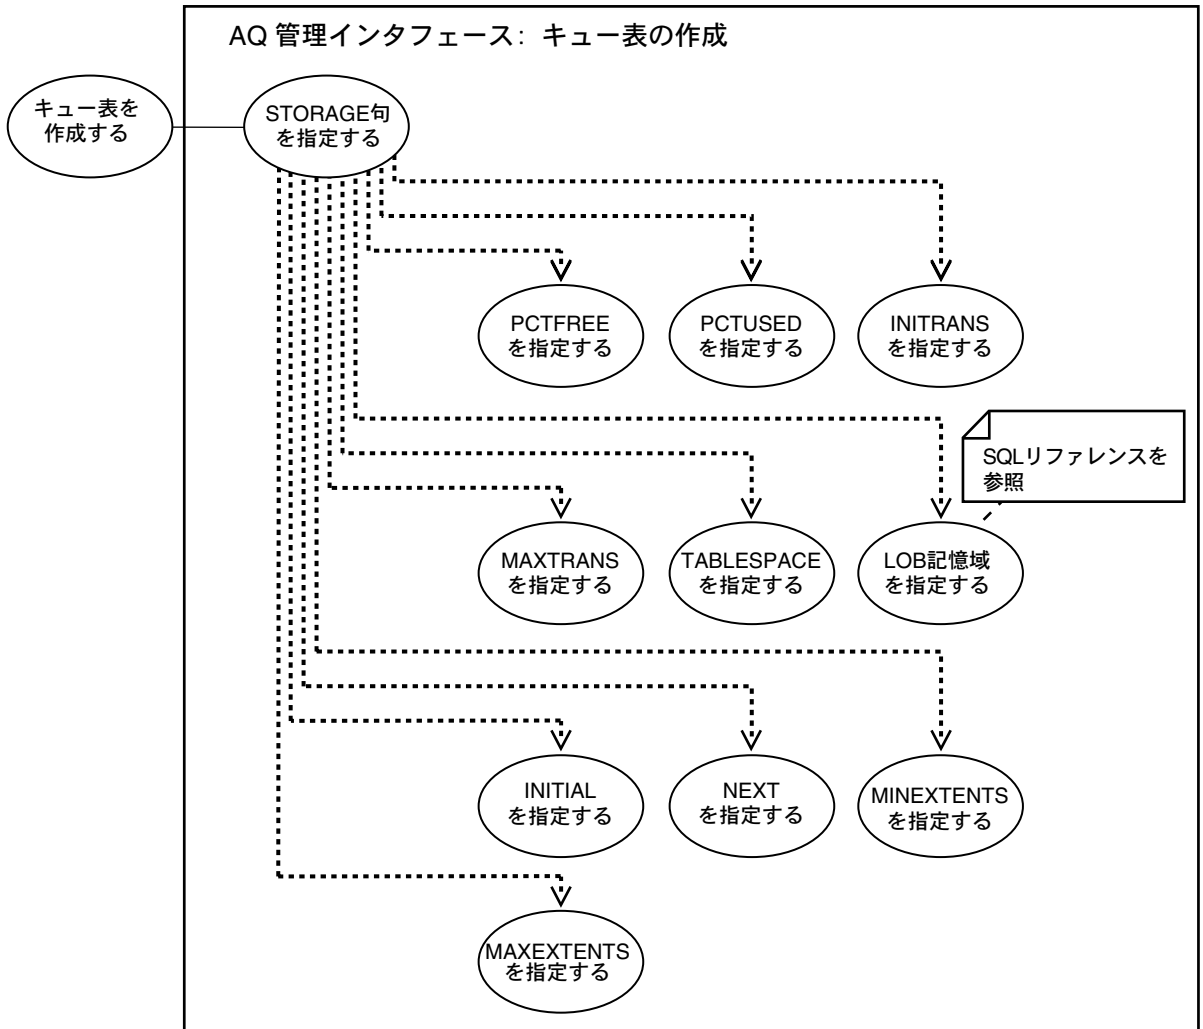 AQ 管理インタフェース: キュー表の作成
キュー表を
作成する
STORAGE句
を指定する
PCTFREE
を指定する
PCTUSED
を指定する
INITRANS
を指定する
SQLリファレンスを
参照
MAXTRANS
を指定する
TABLESPACE
を指定する
LOB記憶域
を指定する
INITIAL
を指定する
NEXT
を指定する
MINEXTENTS
を指定する
MAXEXTENTS
を指定する